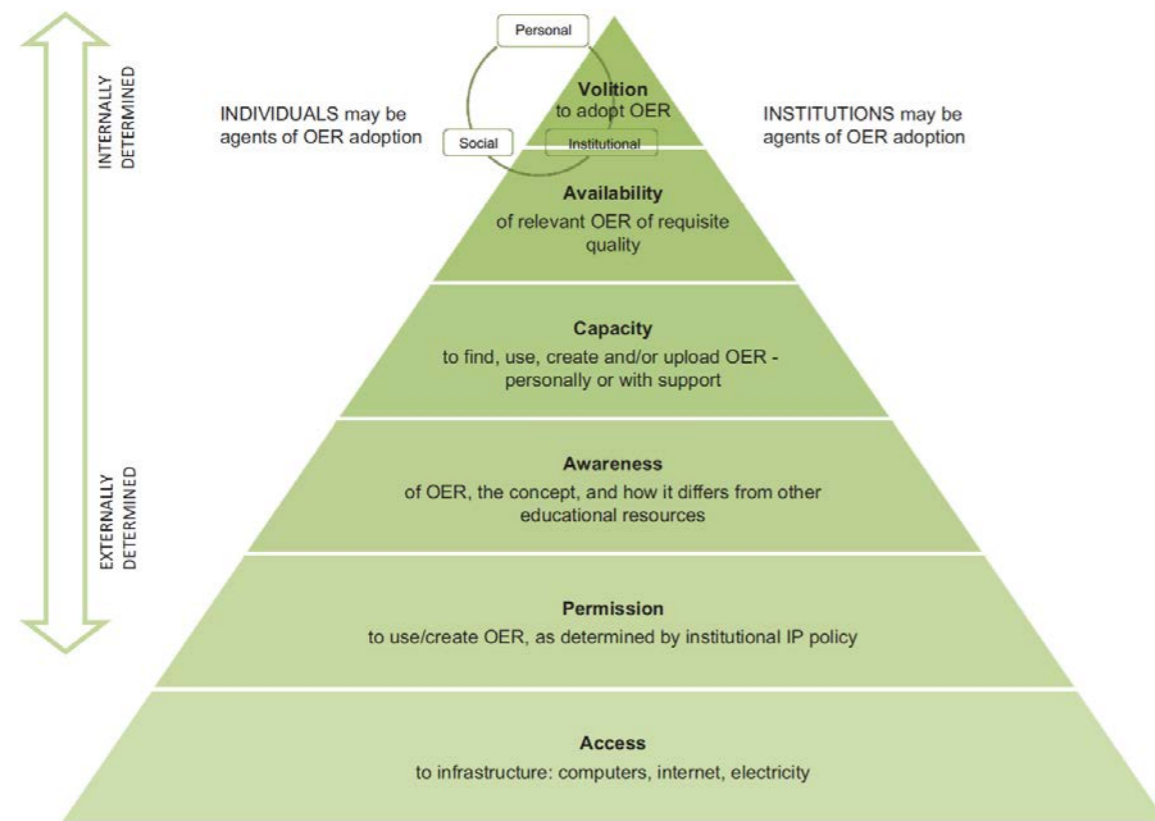 Personal
INTERNALLY
DETERMINED
INDIVIDUALS may be
agents of OER adoption
Volition
to adopt OER
INSTITUTIONS may be
agents of OER adoption
Social
Institutional
Availability
of relevant OER of requisite
quality
Capacity
to find, use, create and/or upload OER -
personally or with support
Awareness
of OER, the concept, and how it differs from other
educational resources
EXTERNALLY
DETERMINED
Permission
to use/create OER, as determined by institutional IP policy
Access
to infrastructure: computers, internet, electricity